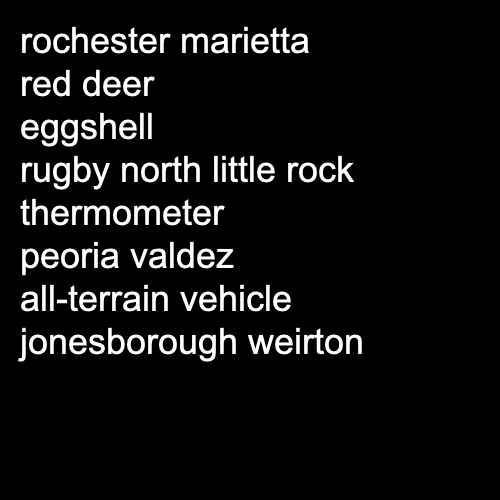 rochester marietta
red deer
eggshell
rugby north little rock
thermometer
peoria valdez
all-terrain vehicle
jonesborough weirton